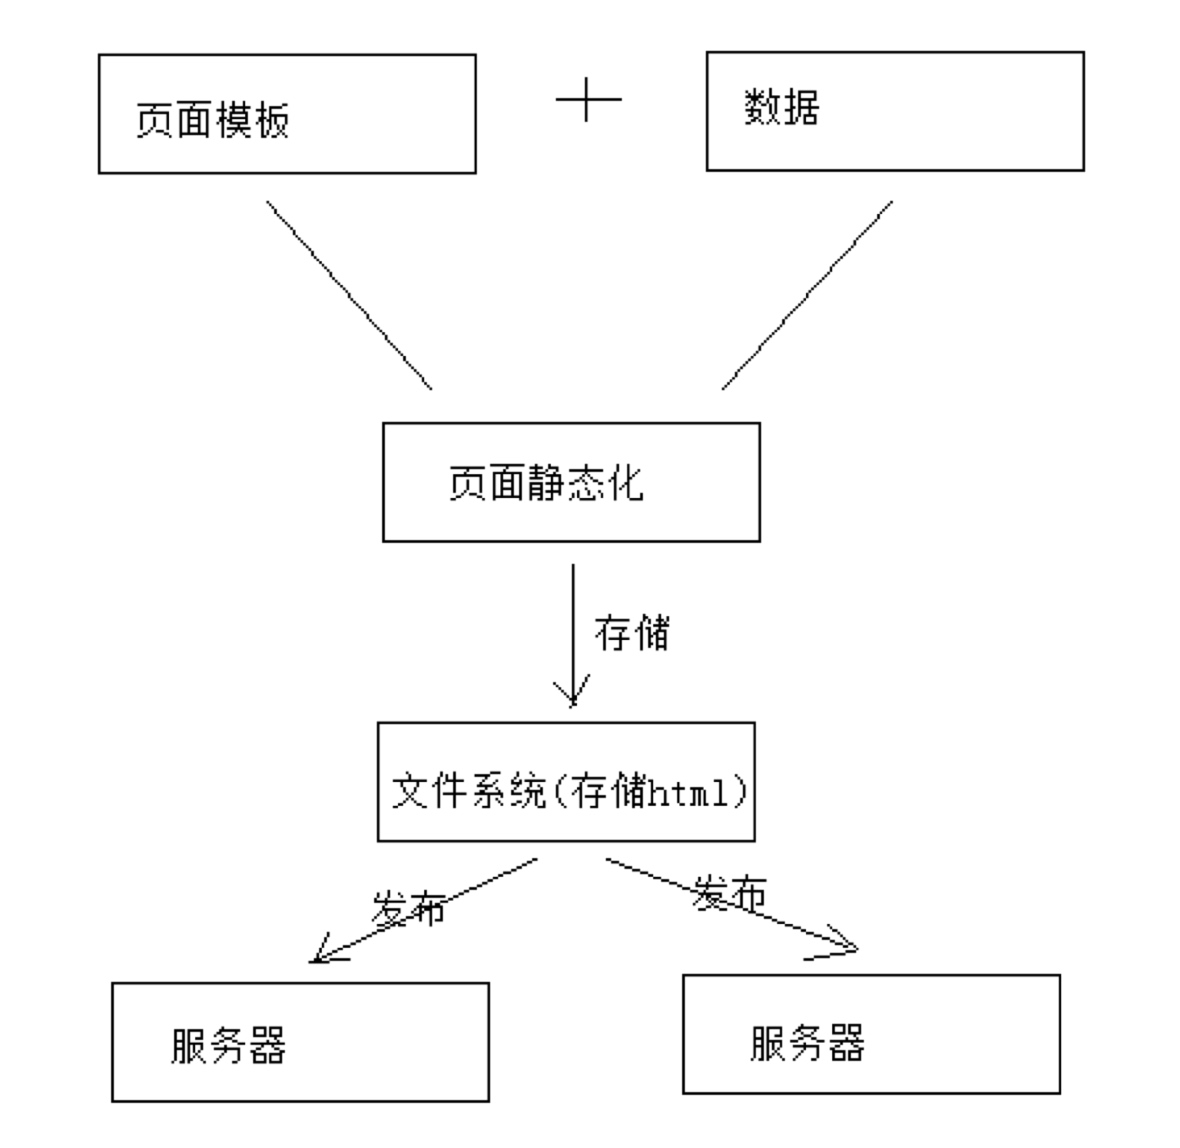 页面模板
数据
页面静态化
存储
文件系统(存储html)
发布
发布
服务器
服务器